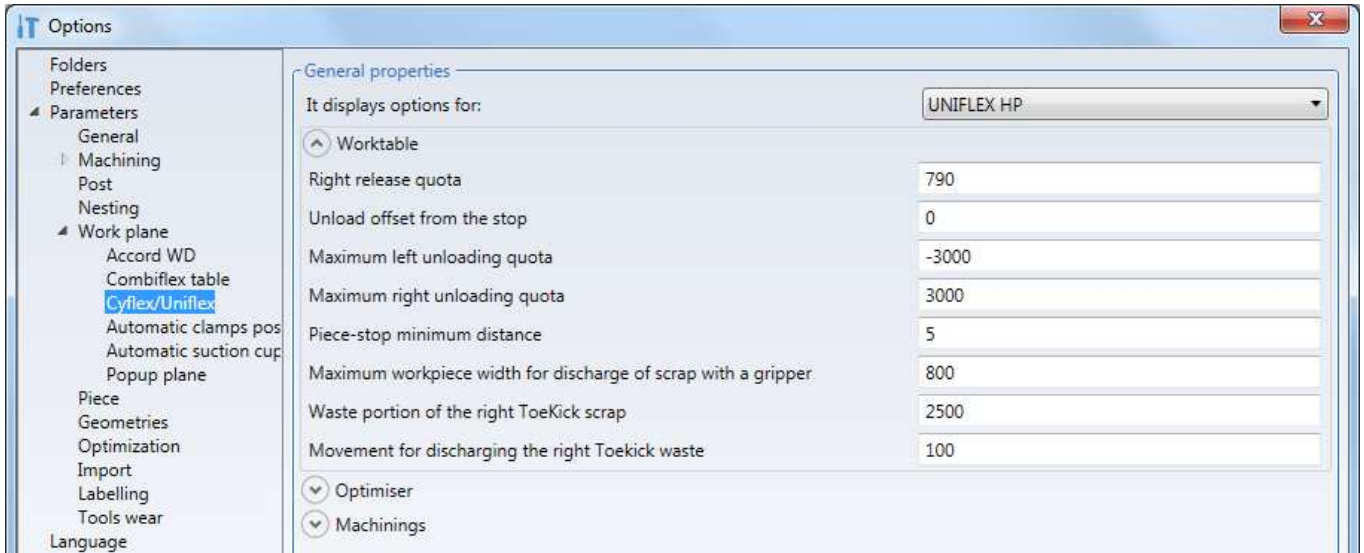 Options
Folders
Preferences
Parameters
General
Machining
Post
Nesting
Work plane
Accord WD
Combiflex table
Cyflex/Uniflex
Automatic clamps pos
Automatic suction cup
Popup plane
Piece
Geometries
Optimization
Import
Labelling
Tools wear
Language
General properties
It displays options for: UNIFLEX HP
Worktable
Right release quota 790
Unload offset from the stop 0
Maximum left unloading quota -3000
Maximum right unloading quota 3000
Piece-stop minimum distance 5
Maximum workpiece width for discharge of scrap with a gripper 800
Waste portion of the right ToeKick scrap 2500
Movement for discharging the right Toekick waste 100
Optimiser
Machinings